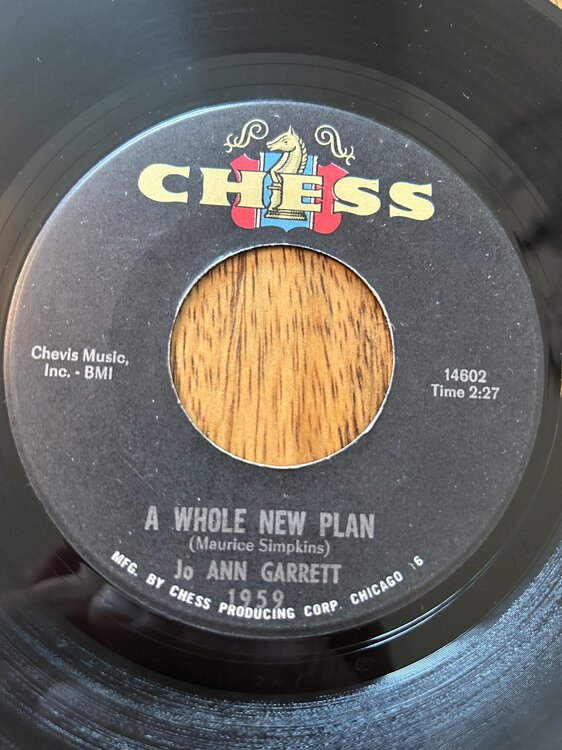 CHESS
Chevis Music,
Inc. - BMI
14602
Time 2:27
A WHOLE NEW PLAN
(Maurice Simpkins)
Jo ANN GARRETT
1959
MFG. BY CHESS PRODUCING CORP. CHICAGO 16